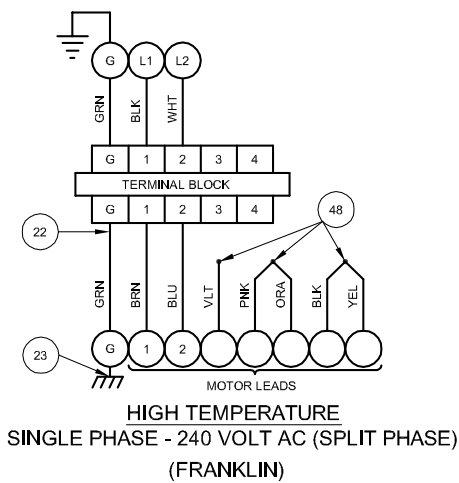 G L1 L2
GRN BLK WHT
G 1 2 3 4
TERMINAL BLOCK
G 1 2 3 4
22
48
GRN BRN BLU VLT PNK ORA BLK YEL
G 1 2
23
MOTOR LEADS
HIGH TEMPERATURE
SINGLE PHASE - 240 VOLT AC (SPLIT PHASE)
(FRANKLIN)